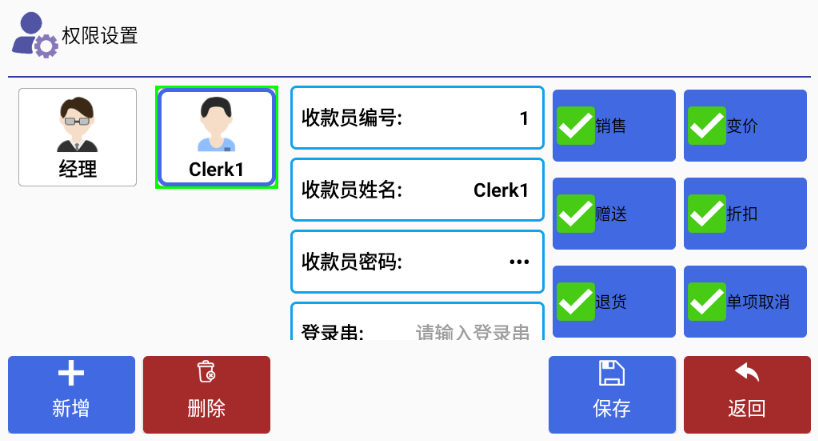 权限设置
经理
Clerk1
收款员编号: 1
收款员姓名: Clerk1
收款员密码: •••
登录串: 请输入登录串
销售
变价
赠送
折扣
退货
单项取消
新增
删除
保存
返回